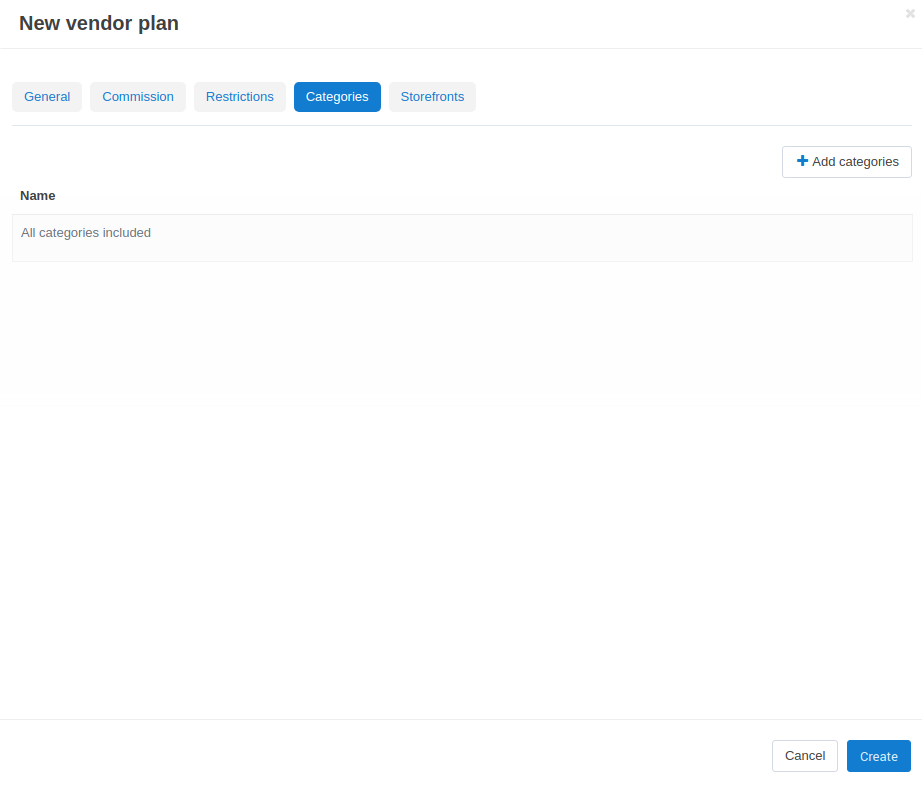 New vendor plan
General Commission Restrictions Categories Storefronts
Add categories
Name
All categories included
Cancel Create